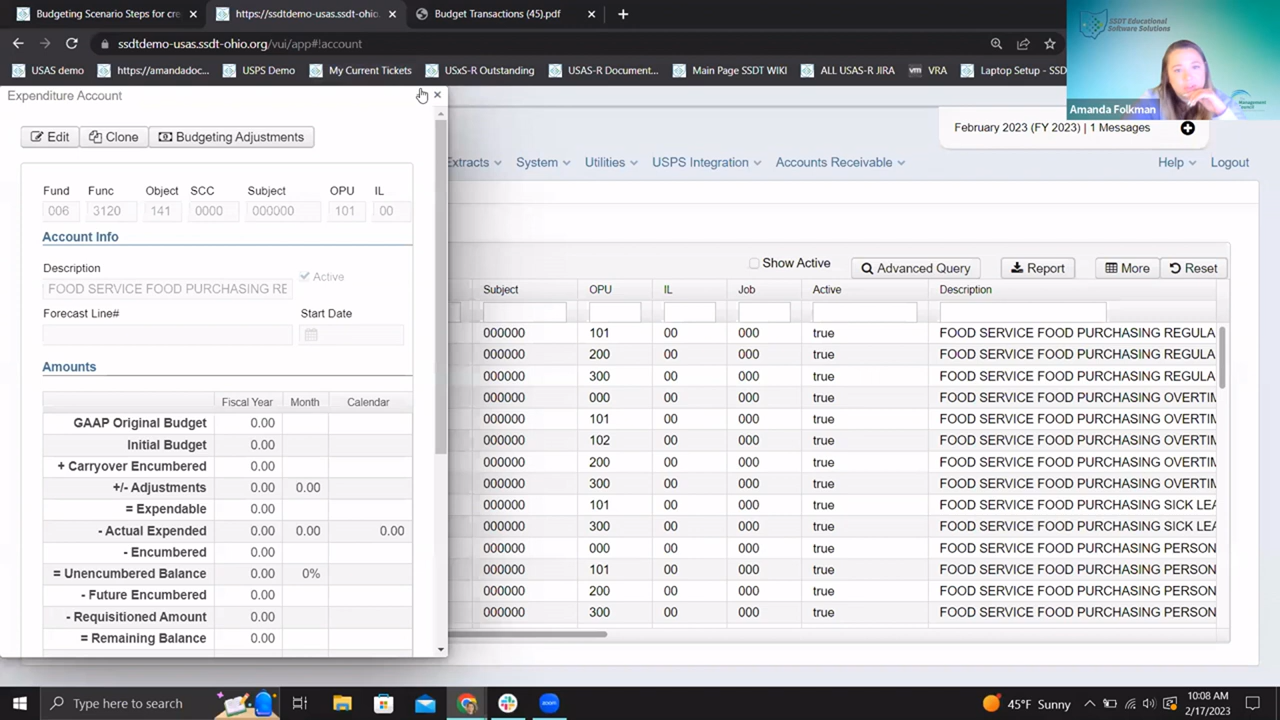 Budgeting Scenario Steps for cre
https://ssdtdemo-usas.ssdt-ohio.
Budget Transactions (45).pdf
ssdtdemo-usas.ssdt-ohio.org/vui/app#!account
USAS demo
https://amandadoc...
USPS Demo
My Current Tickets
USxS-R Outstanding
USAS-R Document...
Main Page SSDT WIKI
ALL USAS-R JIRA
VRA
Laptop Setup - SSD
SSDT Educational
Software Solutions
Amanda Folkman
Expenditure Account
Edit
Clone
Budgeting Adjustments
February 2023 (FY 2023) | 1 Messages
Extracts
System
Utilities
USPS Integration
Accounts Receivable
Help
Logout
Fund Func Object SCC Subject OPU IL
006 3120 141 0000 000000 101 00
Account Info
Description
Active
FOOD SERVICE FOOD PURCHASING RE
Forecast Line# Start Date
Amounts
Fiscal Year Month Calendar
GAAP Original Budget 0.00
Initial Budget 0.00
+ Carryover Encumbered 0.00
+/- Adjustments 0.00 0.00
= Expendable 0.00
- Actual Expended 0.00 0.00 0.00
- Encumbered 0.00
= Unencumbered Balance 0.00 0%
- Future Encumbered 0.00
- Requisitioned Amount 0.00
= Remaining Balance 0.00
Show Active
Advanced Query
Report
More
Reset
Subject OPU IL Job Active Description
000000 101 00 000 true FOOD SERVICE FOOD PURCHASING REGULA
000000 200 00 000 true FOOD SERVICE FOOD PURCHASING REGULA
000000 300 00 000 true FOOD SERVICE FOOD PURCHASING REGULA
000000 000 00 000 true FOOD SERVICE FOOD PURCHASING OVERTIM
000000 101 00 000 true FOOD SERVICE FOOD PURCHASING OVERTIM
000000 102 00 000 true FOOD SERVICE FOOD PURCHASING OVERTIM
000000 200 00 000 true FOOD SERVICE FOOD PURCHASING OVERTIM
000000 300 00 000 true FOOD SERVICE FOOD PURCHASING OVERTIM
000000 101 00 000 true FOOD SERVICE FOOD PURCHASING SICK LEA
000000 300 00 000 true FOOD SERVICE FOOD PURCHASING SICK LEA
000000 000 00 000 true FOOD SERVICE FOOD PURCHASING PERSON
000000 101 00 000 true FOOD SERVICE FOOD PURCHASING PERSON
000000 200 00 000 true FOOD SERVICE FOOD PURCHASING PERSON
000000 300 00 000 true FOOD SERVICE FOOD PURCHASING PERSON
Type here to search
zoom
45°F Sunny
10:08 AM
2/17/2023